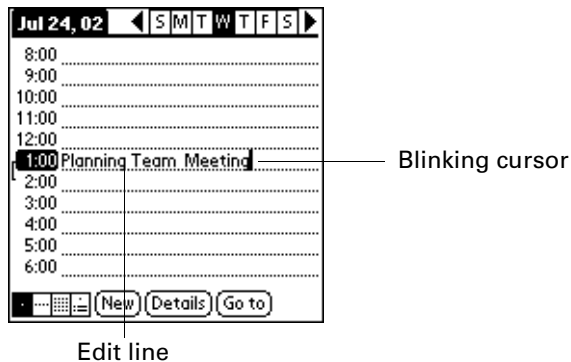 Jul 24, 02 S M T W T F S
8:00
9:00
10:00
11:00
12:00
1:00 Planning Team Meeting
Blinking cursor
2:00
3:00
4:00
5:00
6:00
New Details Go to
Edit line